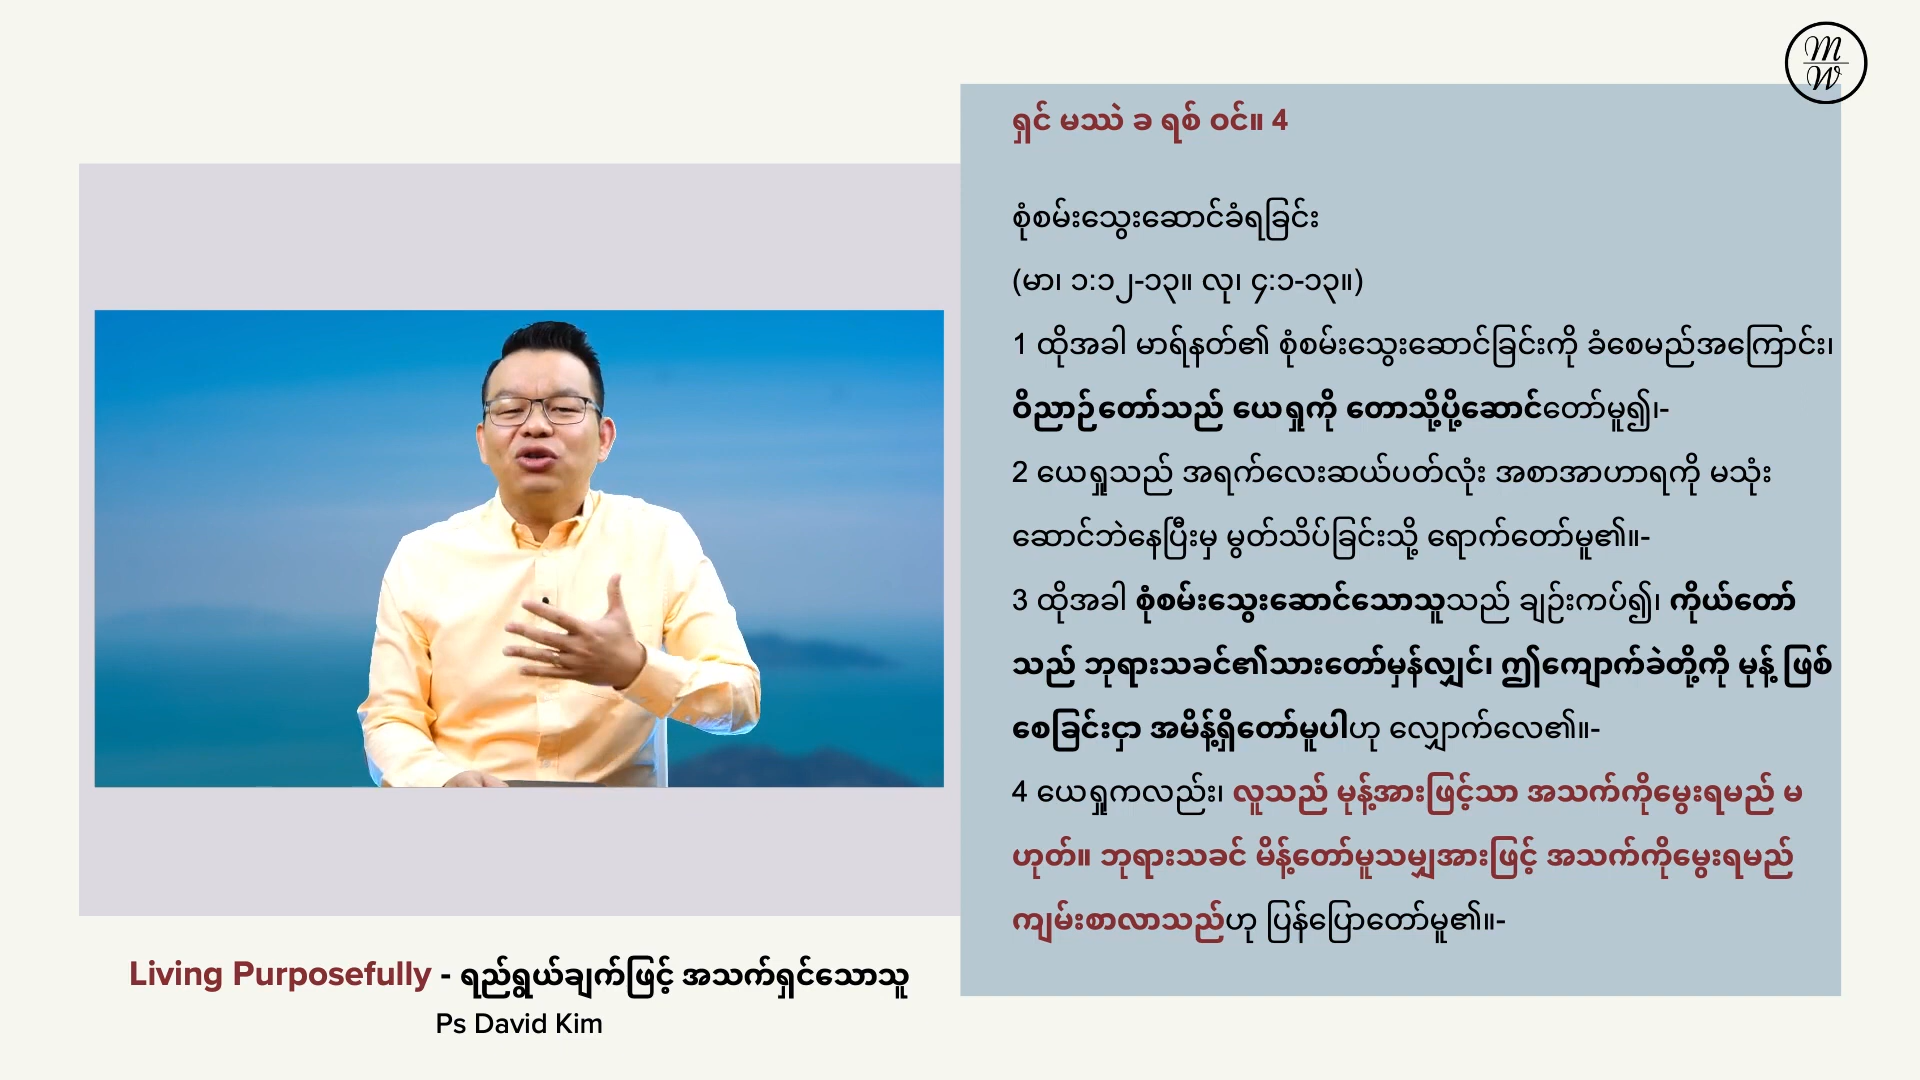 M
W
ရှင် မဿဲ ခ ရစ် ဝင်။ 4
စုံစမ်းသွေးဆောင်ခံရခြင်း
(မာ၊ ၁:၁၂-၁၃။ လု၊ ၄:၁-၁၃။)
1 ထိုအခါ မာရ်နတ်၏ စုံစမ်းသွေးဆောင်ခြင်းကို ခံစေမည်အကြောင်း၊
ဝိညာဉ်တော်သည် ယေရှုကို တောသို့ပို့ဆောင်တော်မူ၍၊-
2 ယေရှုသည် အရက်လေးဆယ်ပတ်လုံး အစာအာဟာရကို မသုံး
ဆောင်ဘဲနေပြီးမှ မွတ်သိပ်ခြင်းသို့ ရောက်တော်မူ၏။-
3 ထိုအခါ စုံစမ်းသွေးဆောင်သောသူသည် ချဉ်းကပ်၍၊ ကိုယ်တော်
သည် ဘုရားသခင်၏သားတော်မှန်လျှင်၊ ဤကျောက်ခဲတို့ကို မုန့် ဖြစ်
စေခြင်းငှာ အမိန့်ရှိတော်မူပါဟု လျှောက်လေ၏။-
4 ယေရှုကလည်း၊ လူသည် မုန့်အားဖြင့်သာ အသက်ကိုမွေးရမည် မ
ဟုတ်။ ဘုရားသခင် မိန့်တော်မူသမျှအားဖြင့် အသက်ကိုမွေးရမည်
ကျမ်းစာလာသည်ဟု ပြန်ပြောတော်မူ၏။-
Living Purposefully - ရည်ရွယ်ချက်ဖြင့် အသက်ရှင်သောသူ
Ps David Kim